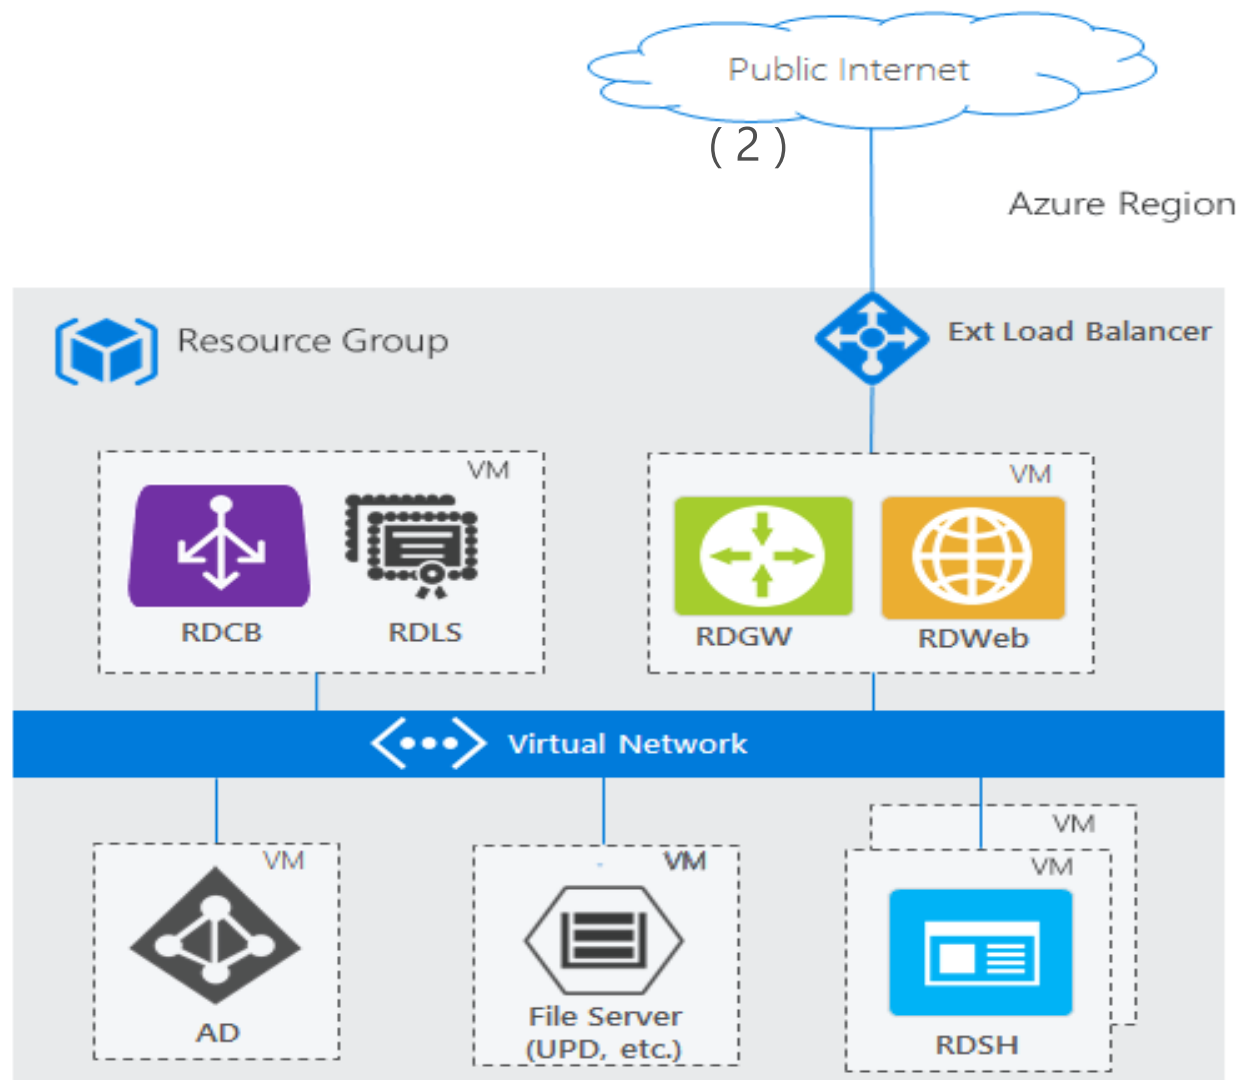 Public Internet
( 2 )
Azure Region
Resource Group
Ext Load Balancer
VM
RDCB
RDLS
VM
RDGW
RDWeb
Virtual Network
VM
AD
VM
File Server
(UPD, etc.)
VM
VM
RDSH